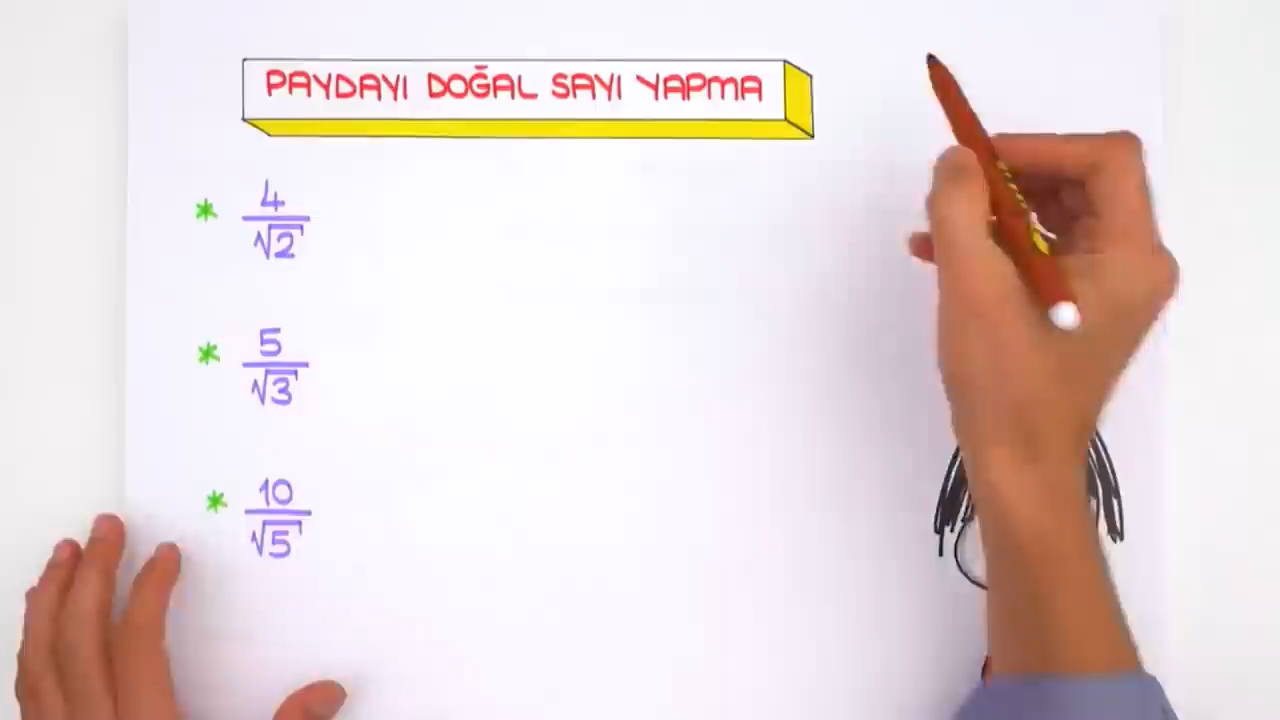 PAYDAYI DOĞAL SAYI YAPMA
* 4/√2
* 5/√3
* 10/√5